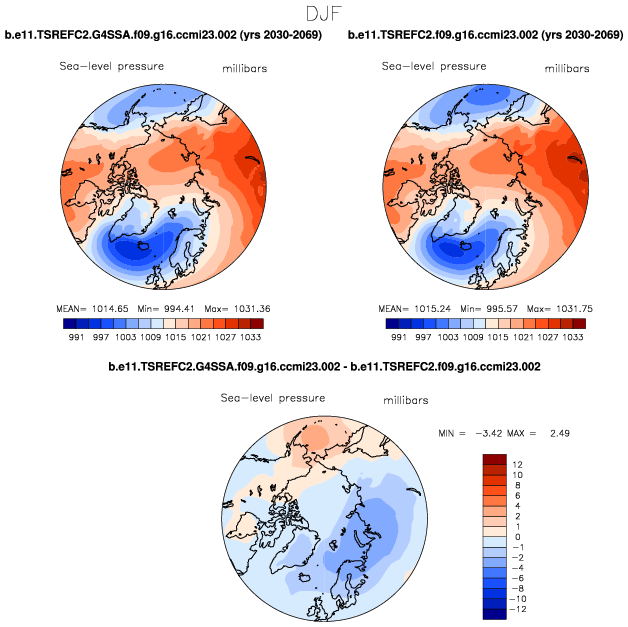 DJF
b.e11.TSREFC2.G4SSA.f09.g16.ccmi23.002 (yrs 2030-2069)
b.e11.TSREFC2.f09.g16.ccmi23.002 (yrs 2030-2069)
Sea-level pressure millibars
Sea-level pressure millibars
MEAN= 1014.65 Min= 994.41 Max= 1031.36
MEAN= 1015.24 Min= 995.57 Max= 1031.75
991 997 1003 1009 1015 1021 1027 1033
991 997 1003 1009 1015 1021 1027 1033
b.e11.TSREFC2.G4SSA.f09.g16.ccmi23.002 - b.e11.TSREFC2.f09.g16.ccmi23.002
Sea-level pressure millibars
MIN = -3.42 MAX = 2.49
12
10
8
6
4
2
1
0
-1
-2
-4
-6
-8
-10
-12